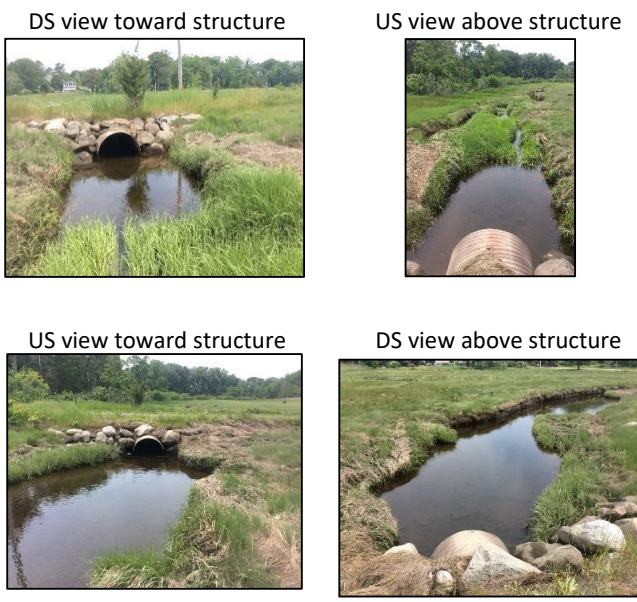 DS view toward structure
US view above structure
US view toward structure
DS view above structure